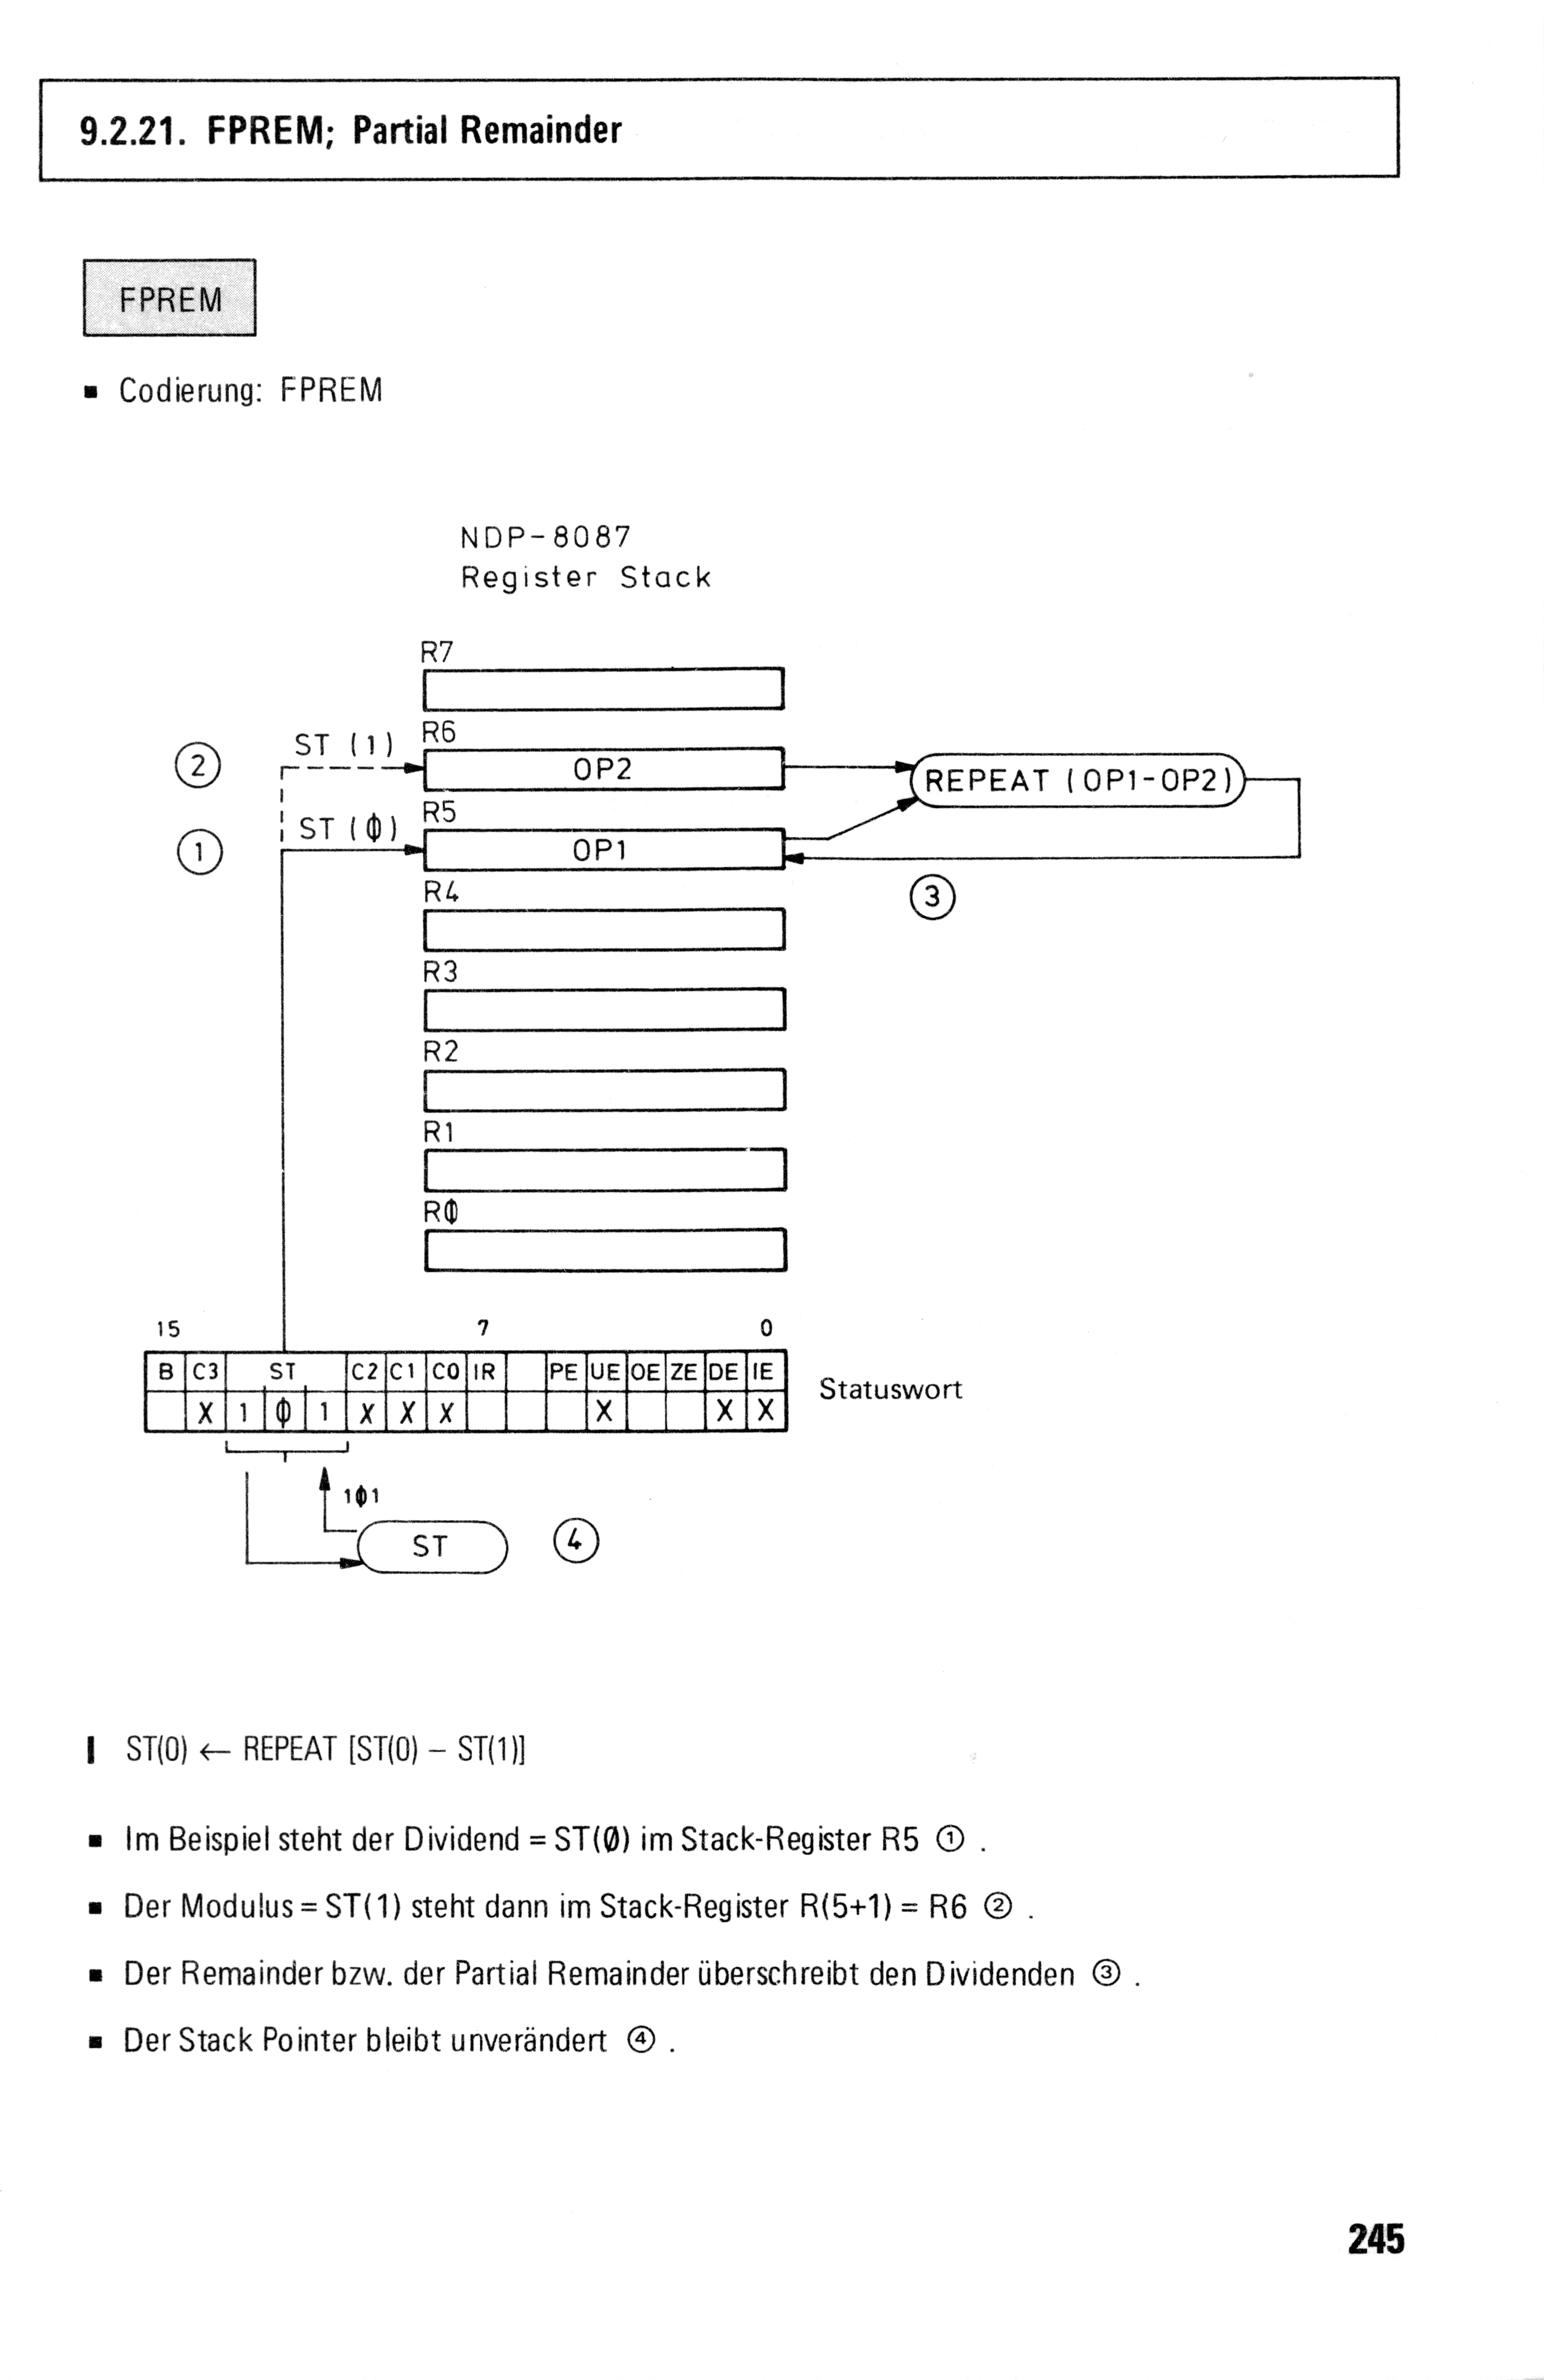 9.2.21. FPREM; Partial Remainder
FPREM
▪ Codierung: FPREM
NDP-8087
Register Stack
R7
R6
ST (1)
②
OP2
REPEAT (OP1-OP2)
R5
ST (0)
①
OP1
③
R4
R3
R2
R1
R0
15 7 0
B C3 ST C2 C1 C0 IR PE UE OE ZE DE IE
X 1 0 1 X X X X X X
Statuswort
101
ST
④
ST(0) ← REPEAT [ST(0) – ST(1)]
▪ Im Beispiel steht der Dividend = ST(Ø) im Stack-Register R5 ① .
▪ Der Modulus = ST(1) steht dann im Stack-Register R(5+1) = R6 ② .
▪ Der Remainder bzw. der Partial Remainder überschreibt den Dividenden ③ .
▪ Der Stack Pointer bleibt unverändert ④ .
245